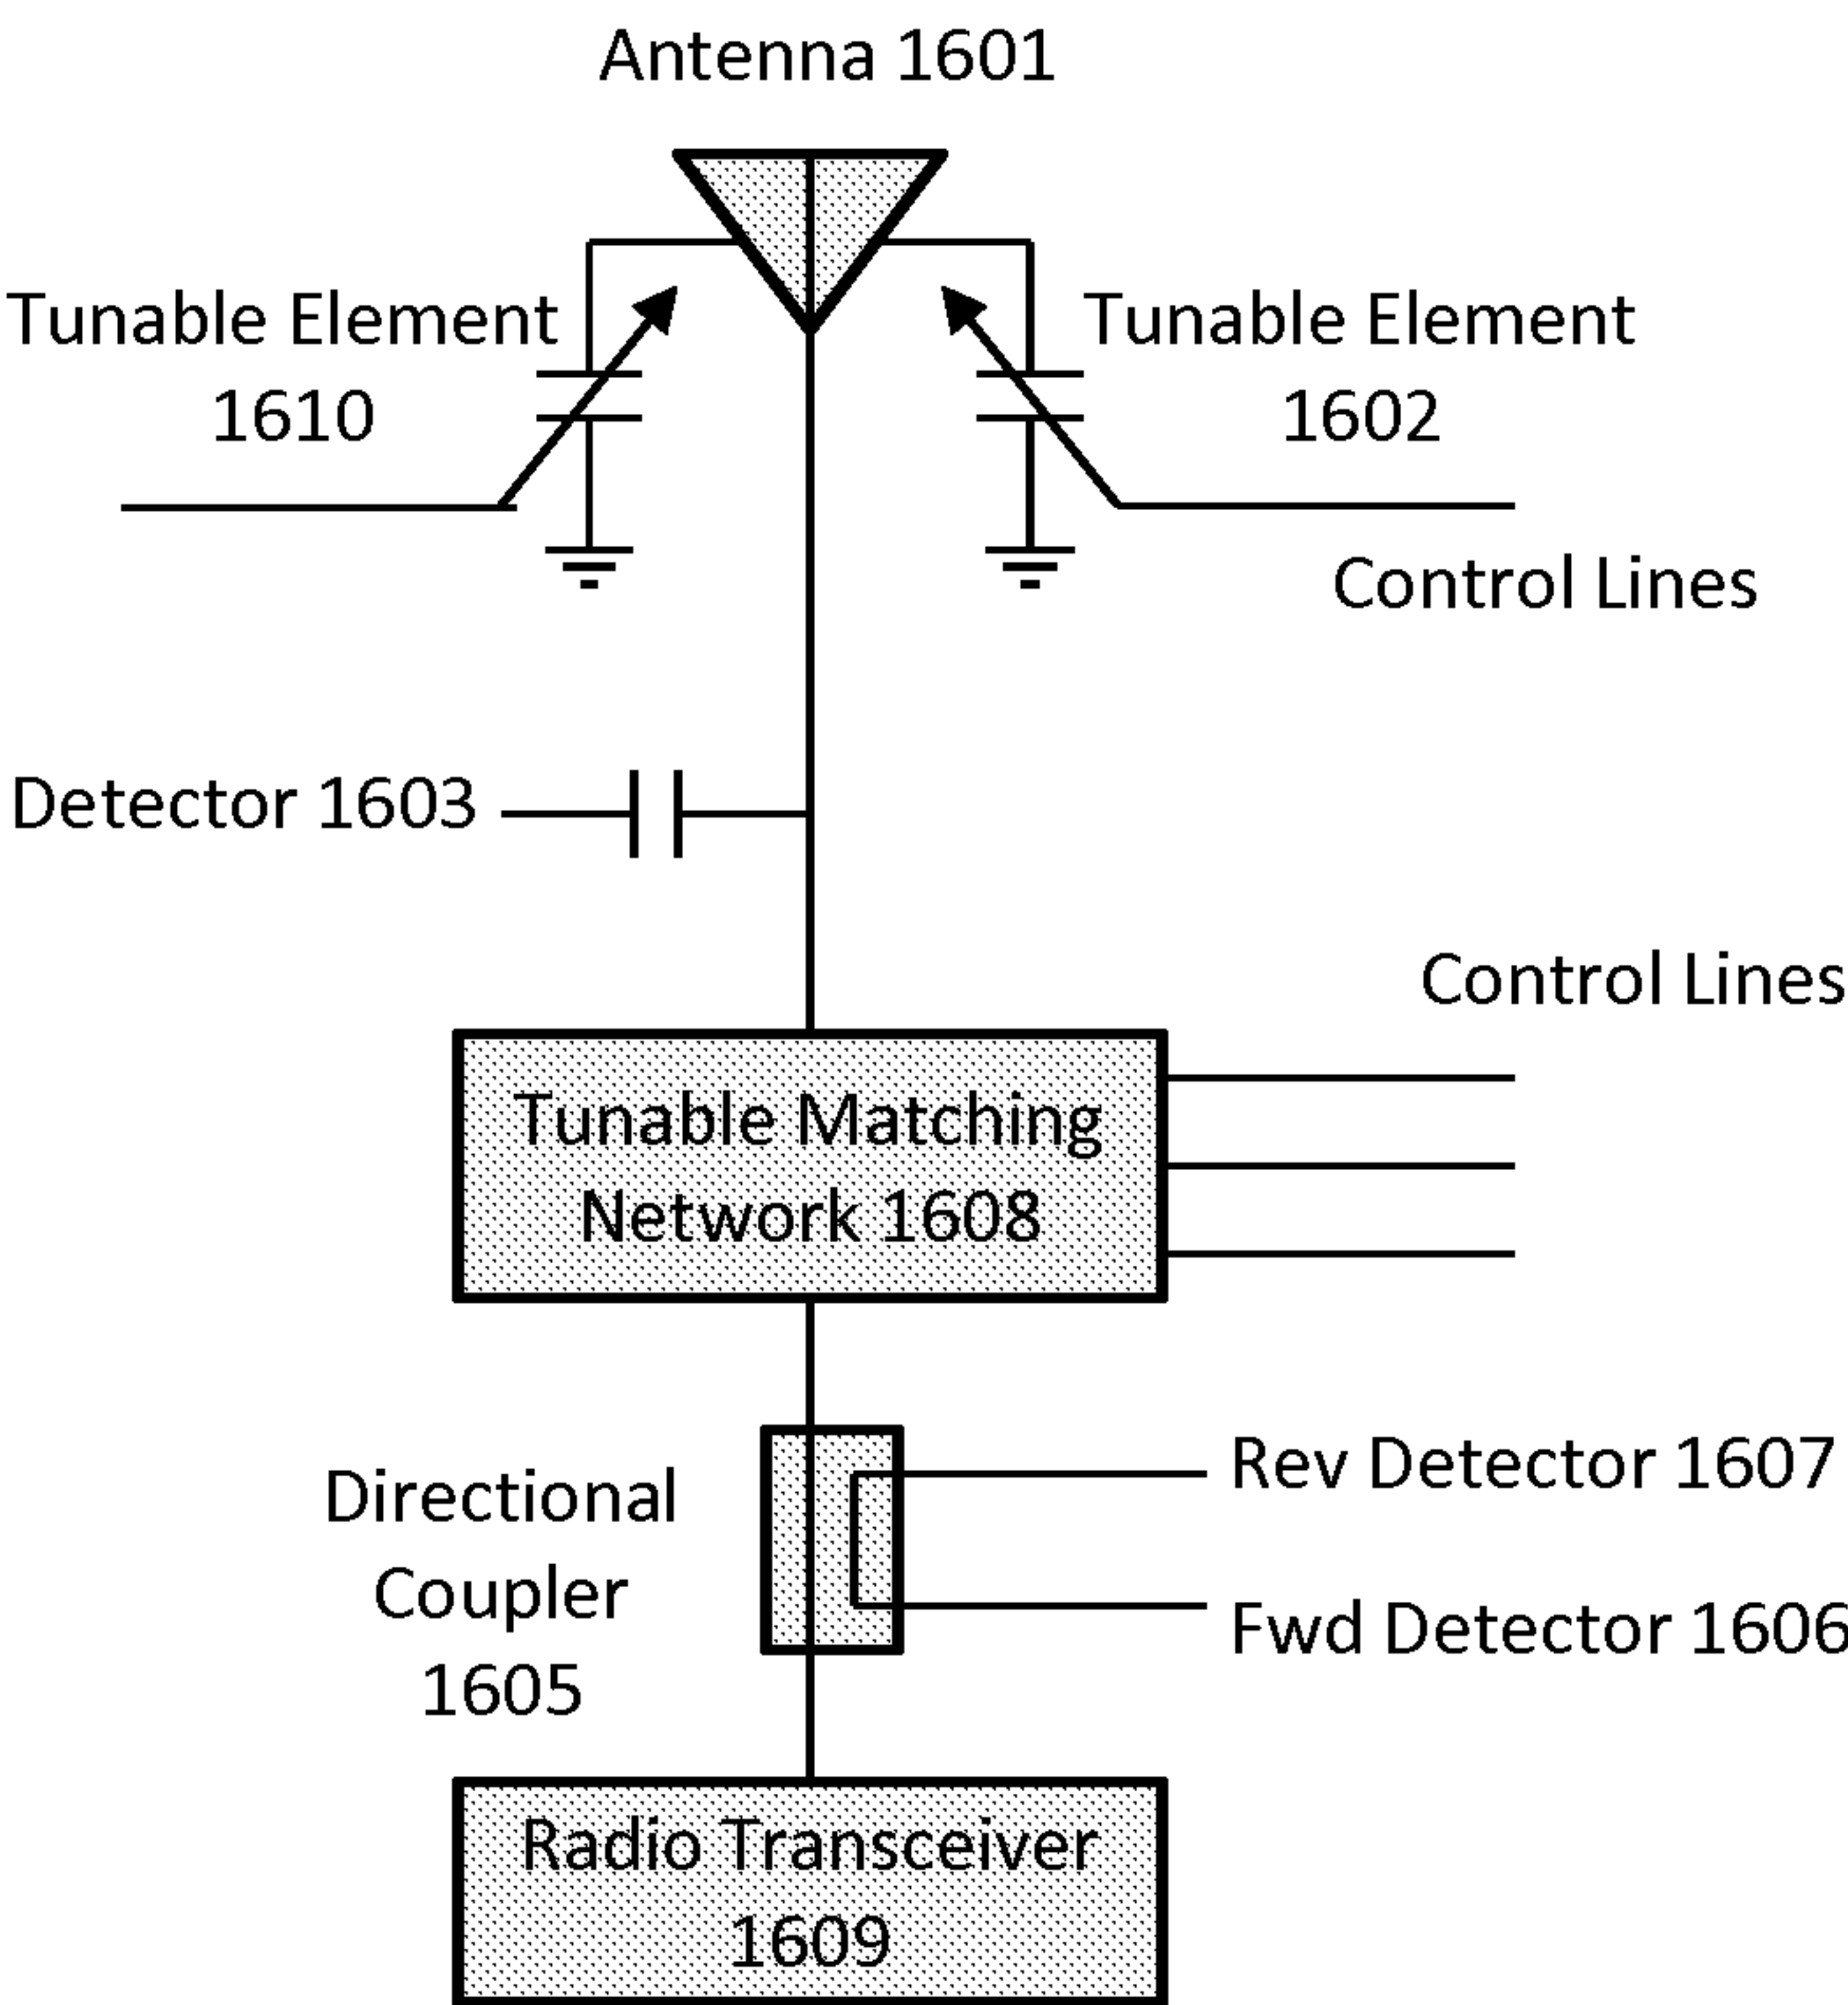 Antenna 1601
Tunable Element
1610
Tunable Element
1602
Control Lines
Detector 1603
Control Lines
Tunable Matching
Network 1608
Directional
Coupler
1605
Rev Detector 1607
Fwd Detector 1606
Radio Transceiver
1609